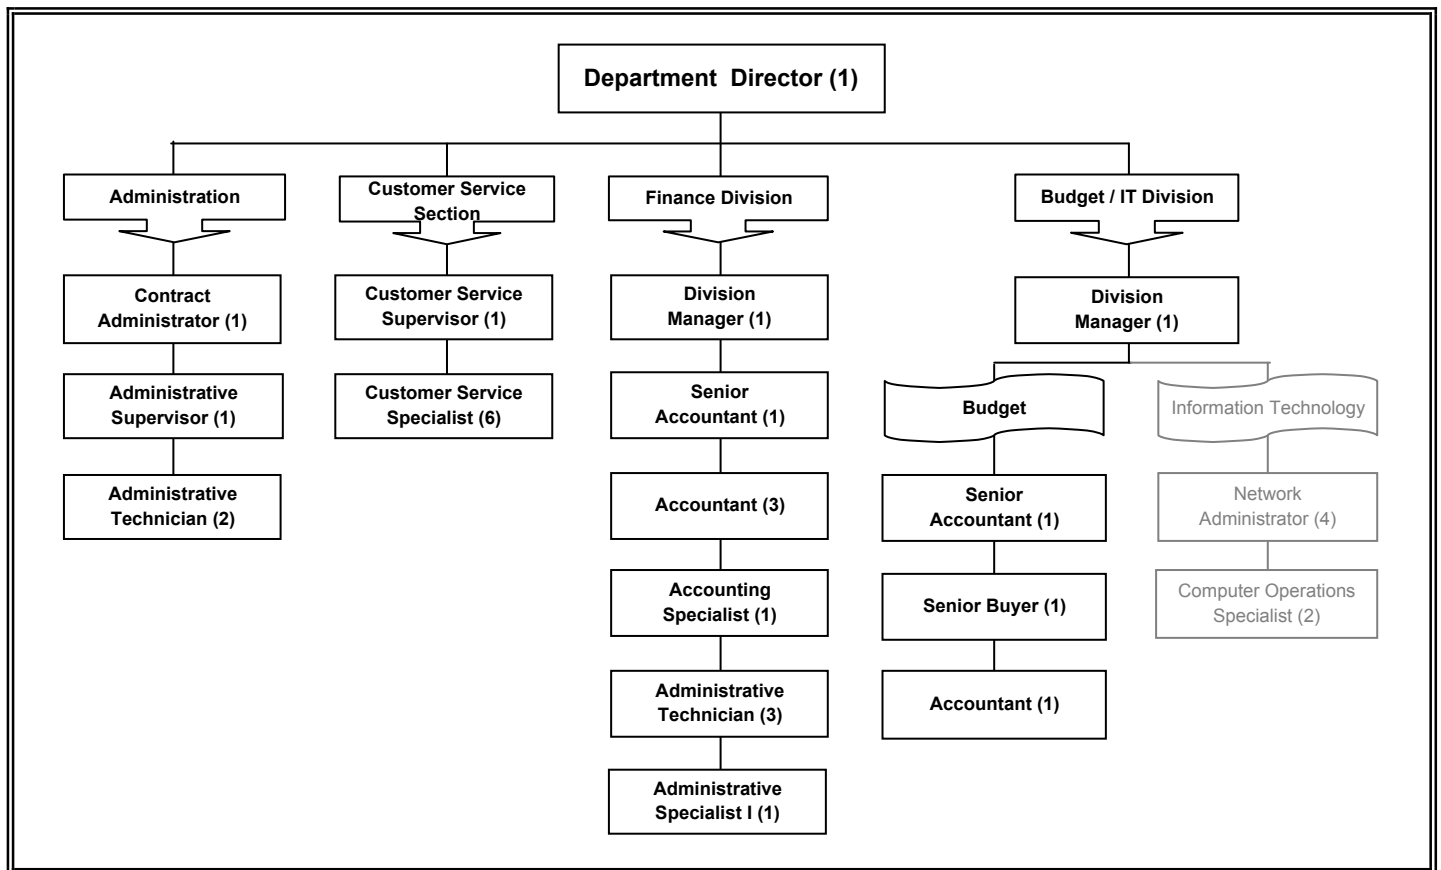 Department Director (1)
Administration
Customer Service
Section
Finance Division
Budget / IT Division
Contract
Administrator (1)
Administrative
Supervisor (1)
Administrative
Technician (2)
Customer Service
Supervisor (1)
Customer Service
Specialist (6)
Division
Manager (1)
Senior
Accountant (1)
Accountant (3)
Accounting
Specialist (1)
Administrative
Technician (3)
Administrative
Specialist I (1)
Division
Manager (1)
Budget
Senior
Accountant (1)
Senior Buyer (1)
Accountant (1)
Information Technology
Network
Administrator (4)
Computer Operations
Specialist (2)